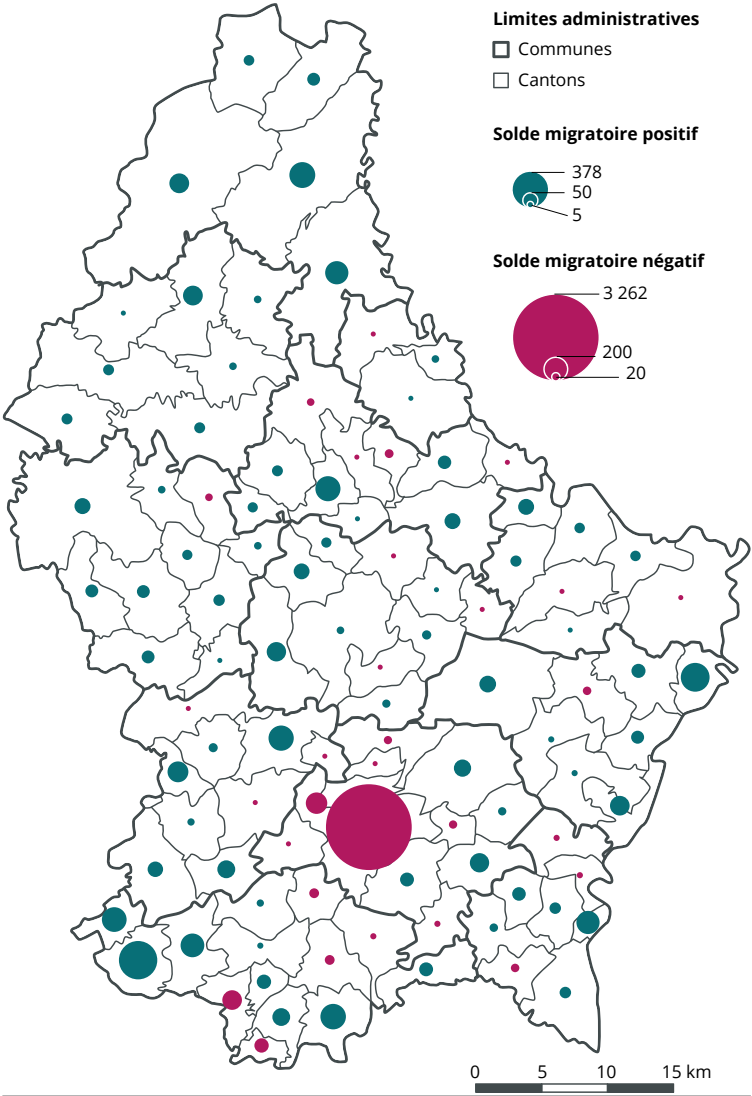 Limites administratives
Communes
Cantons
Solde migratoire positif
378
50
5
Solde migratoire négatif
3 262
200
20
0 5 10 15 km